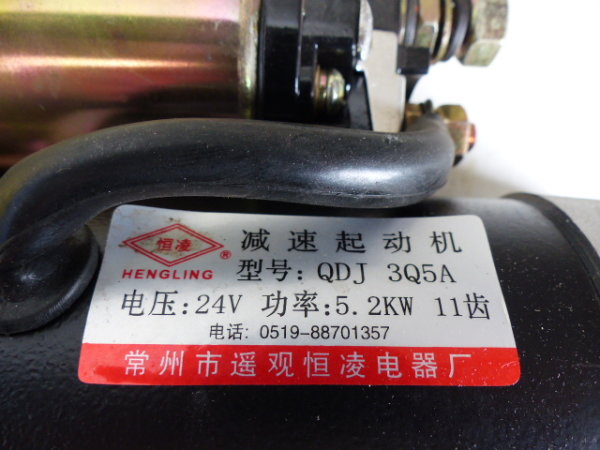 恒凌
®
HENGLING
减速起动机
型号: QDJ 3Q5A
电压:24V 功率:5.2KW 11齿
电话: 0519-88701357
常州市遥观恒凌电器厂